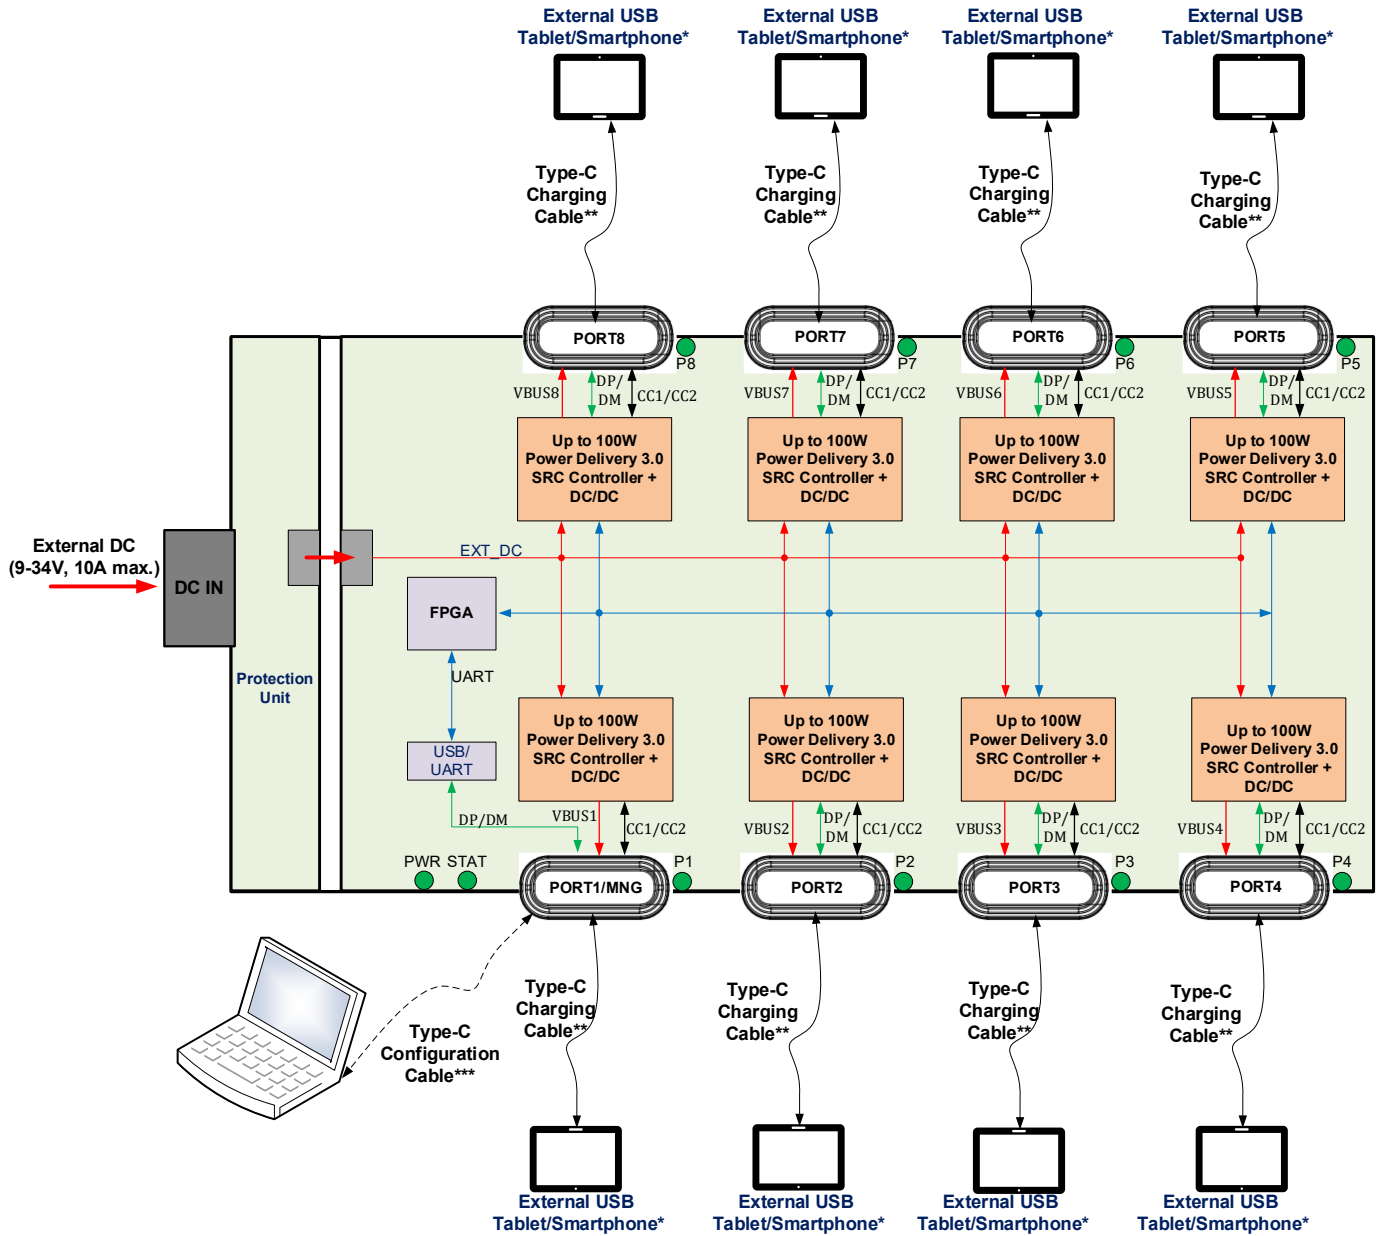 External USB
Tablet/Smartphone*
External USB
Tablet/Smartphone*
External USB
Tablet/Smartphone*
External USB
Tablet/Smartphone*
Type-C
Charging
Cable**
Type-C
Charging
Cable**
Type-C
Charging
Cable**
Type-C
Charging
Cable**
PORT8
P8
PORT7
P7
PORT6
P6
PORT5
P5
VBUS8
DP/
DM
CC1/CC2
VBUS7
DP/
DM
CC1/CC2
VBUS6
DP/
DM
CC1/CC2
VBUS5
DP/
DM
CC1/CC2
Up to 100W
Power Delivery 3.0
SRC Controller +
DC/DC
Up to 100W
Power Delivery 3.0
SRC Controller +
DC/DC
Up to 100W
Power Delivery 3.0
SRC Controller +
DC/DC
Up to 100W
Power Delivery 3.0
SRC Controller +
DC/DC
External DC
(9-34V, 10A max.)
DC IN
EXT_DC
FPGA
Protection
Unit
UART
USB/
UART
Up to 100W
Power Delivery 3.0
SRC Controller +
DC/DC
Up to 100W
Power Delivery 3.0
SRC Controller +
DC/DC
Up to 100W
Power Delivery 3.0
SRC Controller +
DC/DC
Up to 100W
Power Delivery 3.0
SRC Controller +
DC/DC
DP/DM
VBUS1
CC1/CC2
VBUS2
DP/
DM
CC1/CC2
VBUS3
DP/
DM
CC1/CC2
VBUS4
DP/
DM
CC1/CC2
PWR
STAT
PORT1/MNG
P1
PORT2
P2
PORT3
P3
PORT4
P4
Type-C
Configuration
Cable***
Type-C
Charging
Cable**
Type-C
Charging
Cable**
Type-C
Charging
Cable**
Type-C
Charging
Cable**
External USB
Tablet/Smartphone*
External USB
Tablet/Smartphone*
External USB
Tablet/Smartphone*
External USB
Tablet/Smartphone*